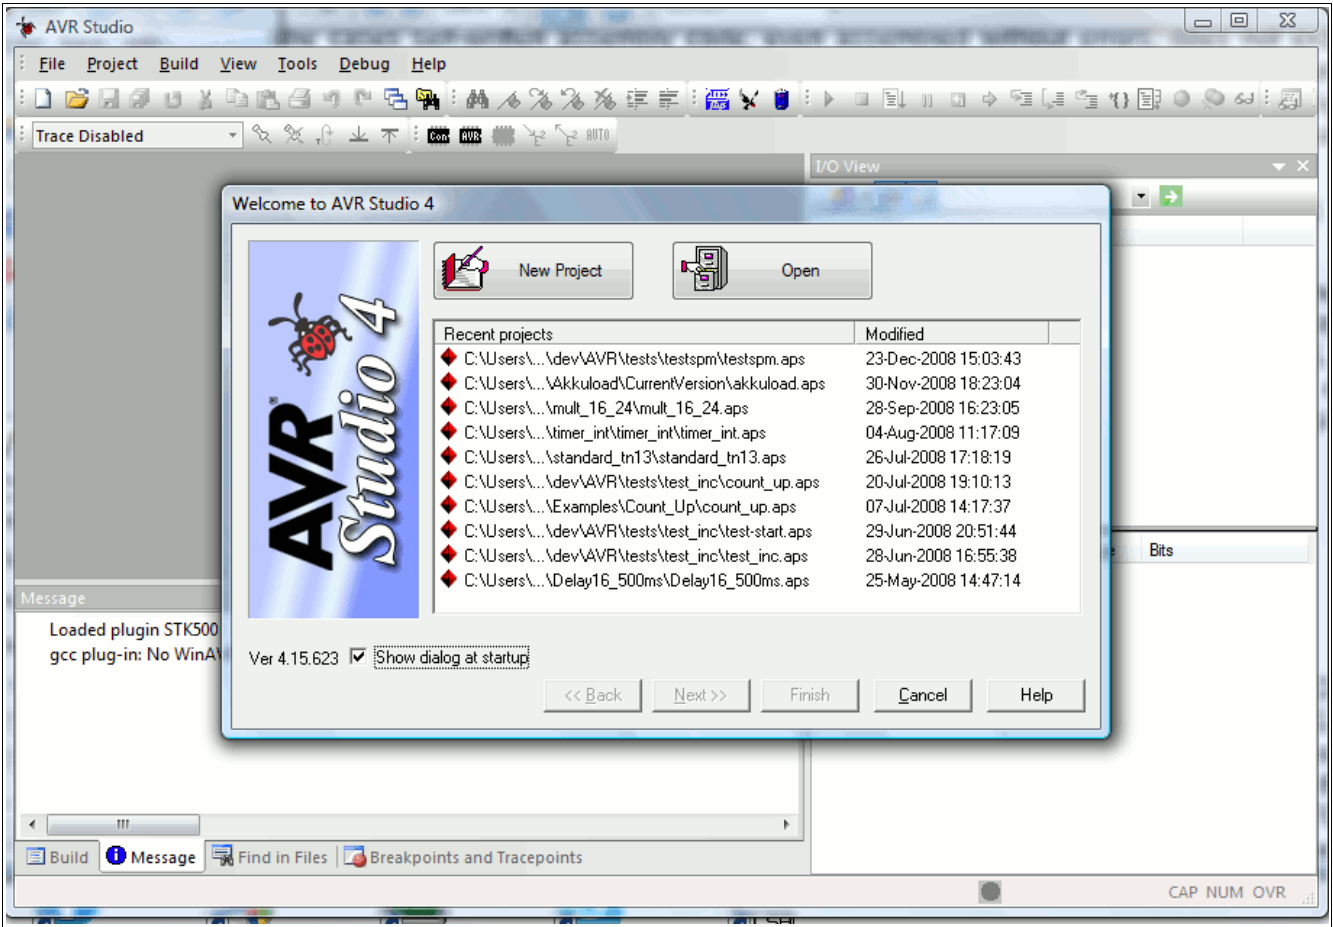 AVR Studio
File Project Build View Tools Debug Help
Trace Disabled
Con AVR AUTO
I/O View
Welcome to AVR Studio 4
New Project
Open
AVR Studio 4
Recent projects Modified
C:\Users\...\dev\AVR\tests\testspm\testspm.aps 23-Dec-2008 15:03:43
C:\Users\...\Akkuload\CurrentVersion\akkuload.aps 30-Nov-2008 18:23:04
C:\Users\...\mult_16_24\mult_16_24.aps 28-Sep-2008 16:23:05
C:\Users\...\timer_int\timer_int\timer_int.aps 04-Aug-2008 11:17:09
C:\Users\...\standard_tn13\standard_tn13.aps 26-Jul-2008 17:18:19
C:\Users\...\dev\AVR\tests\test_inc\count_up.aps 20-Jul-2008 19:10:13
C:\Users\...\Examples\Count_Up\count_up.aps 07-Jul-2008 14:17:37
C:\Users\...\dev\AVR\tests\test_inc\test-start.aps 29-Jun-2008 20:51:44
C:\Users\...\dev\AVR\tests\test_inc\test_inc.aps 28-Jun-2008 16:55:38
C:\Users\...\Delay16_500ms\Delay16_500ms.aps 25-May-2008 14:47:14
Bits
Message
Loaded plugin STK500
gcc plug-in: No WinAV
Ver 4.15.623 Show dialog at startup
<< Back Next >> Finish Cancel Help
Build Message Find in Files Breakpoints and Tracepoints
CAP NUM OVR